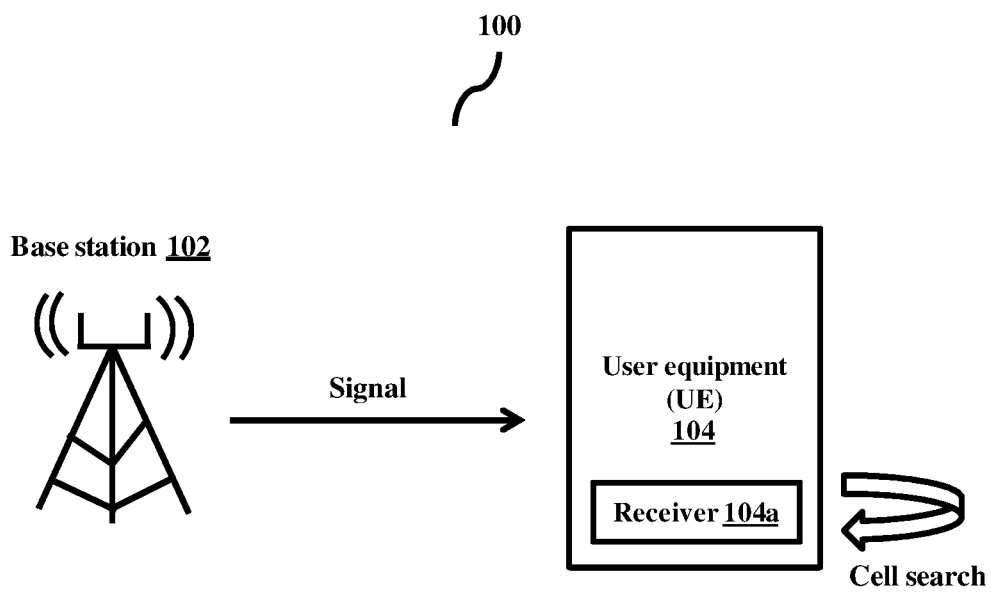 100
Base station 102
Signal
User equipment
(UE)
104
Receiver 104a
Cell search